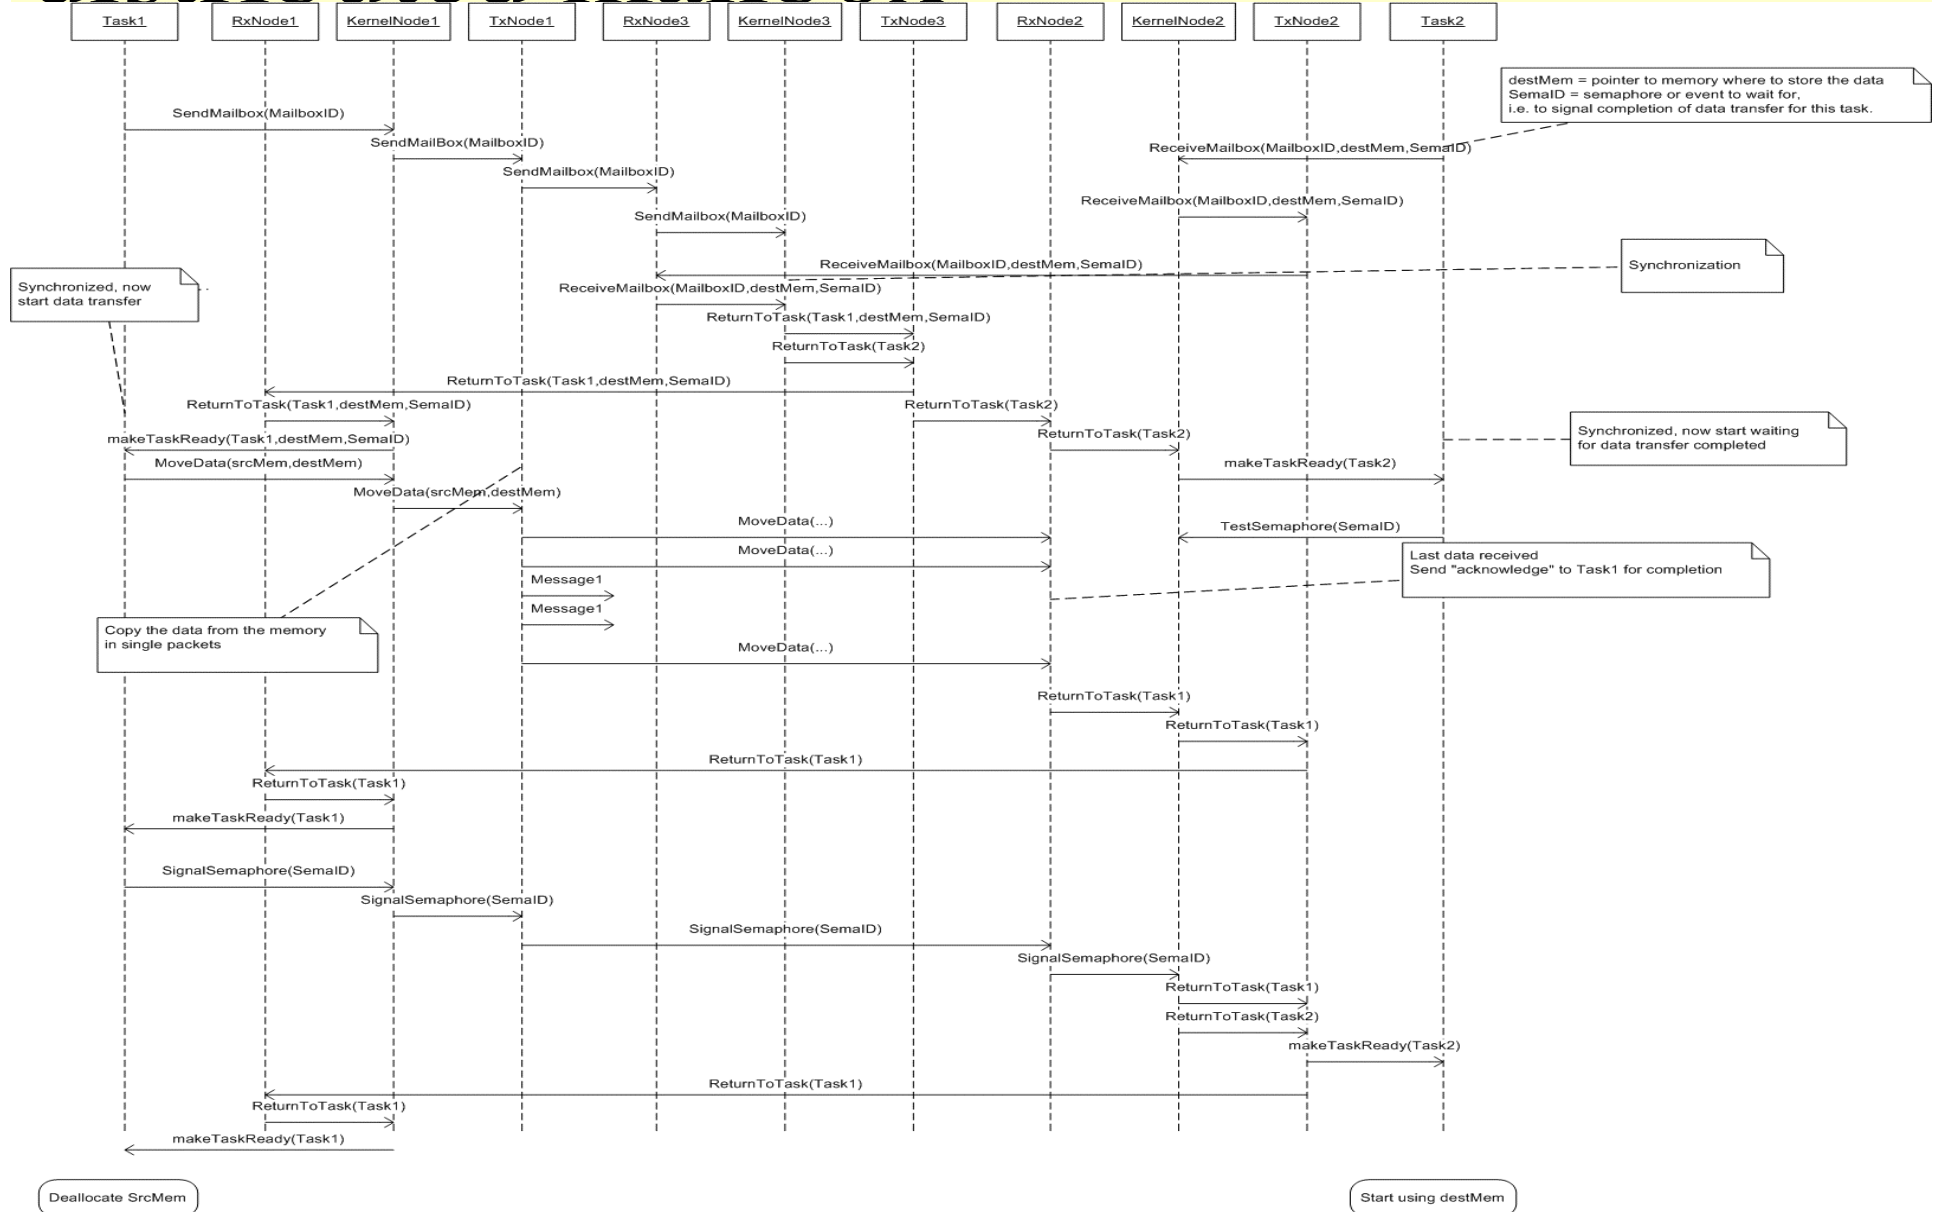 Task1
RxNode1
KernelNode1
TxNode1
RxNode3
KernelNode3
TxNode3
RxNode2
KernelNode2
TxNode2
Task2
destMem = pointer to memory where to store the data
SemaID = semaphore or event to wait for,
i.e. to signal completion of data transfer for this task.
SendMailbox(MailboxID)
SendMailBox(MailboxID)
ReceiveMailbox(MailboxID,destMem,SemaID)
SendMailbox(MailboxID)
ReceiveMailbox(MailboxID,destMem,SemaID)
SendMailbox(MailboxID)
ReceiveMailbox(MailboxID,destMem,SemaID)
Synchronization
Synchronized, now
start data transfer
ReceiveMailbox(MailboxID,destMem,SemaID)
ReturnToTask(Task1,destMem,SemaID)
ReturnToTask(Task2)
ReturnToTask(Task1,destMem,SemaID)
ReturnToTask(Task1,destMem,SemaID)
ReturnToTask(Task2)
makeTaskReady(Task1,destMem,SemaID)
ReturnToTask(Task2)
Synchronized, now start waiting
for data transfer completed
MoveData(srcMem,destMem)
makeTaskReady(Task2)
MoveData(srcMem,destMem)
MoveData(...)
TestSemaphore(SemaID)
MoveData(...)
Last data received
Send "acknowledge" to Task1 for completion
Message1
Message1
Copy the data from the memory
in single packets
MoveData(...)
ReturnToTask(Task1)
ReturnToTask(Task1)
ReturnToTask(Task1)
ReturnToTask(Task1)
makeTaskReady(Task1)
SignalSemaphore(SemaID)
SignalSemaphore(SemaID)
SignalSemaphore(SemaID)
SignalSemaphore(SemaID)
ReturnToTask(Task1)
ReturnToTask(Task2)
makeTaskReady(Task2)
ReturnToTask(Task1)
ReturnToTask(Task1)
makeTaskReady(Task1)
Deallocate SrcMem
Start using destMem